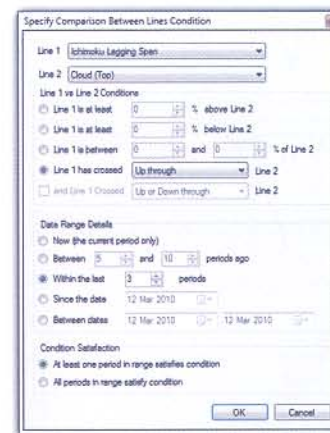 Specify Comparison Between Lines Condition
Line 1 Ichimoku Lagging Span
Line 2 Cloud (Top)
Line 1 vs Line 2 Conditions
Line 1 is at least 0 % above Line 2
Line 1 is at least 0 % below Line 2
Line 1 is between 0 and 0 % of Line 2
Line 1 has crossed Up through Line 2
and Line 1 Crossed Up or Down through Line 2
Date Range Details
Now (the current period only)
Between 5 and 10 periods ago
Within the last 3 periods
Since the date 12 Mar 2010
Between dates 12 Mar 2010 12 Mar 2010
Condition Satisfaction
At least one period in range satisfies condition
All periods in range satisfy condition
OK Cancel